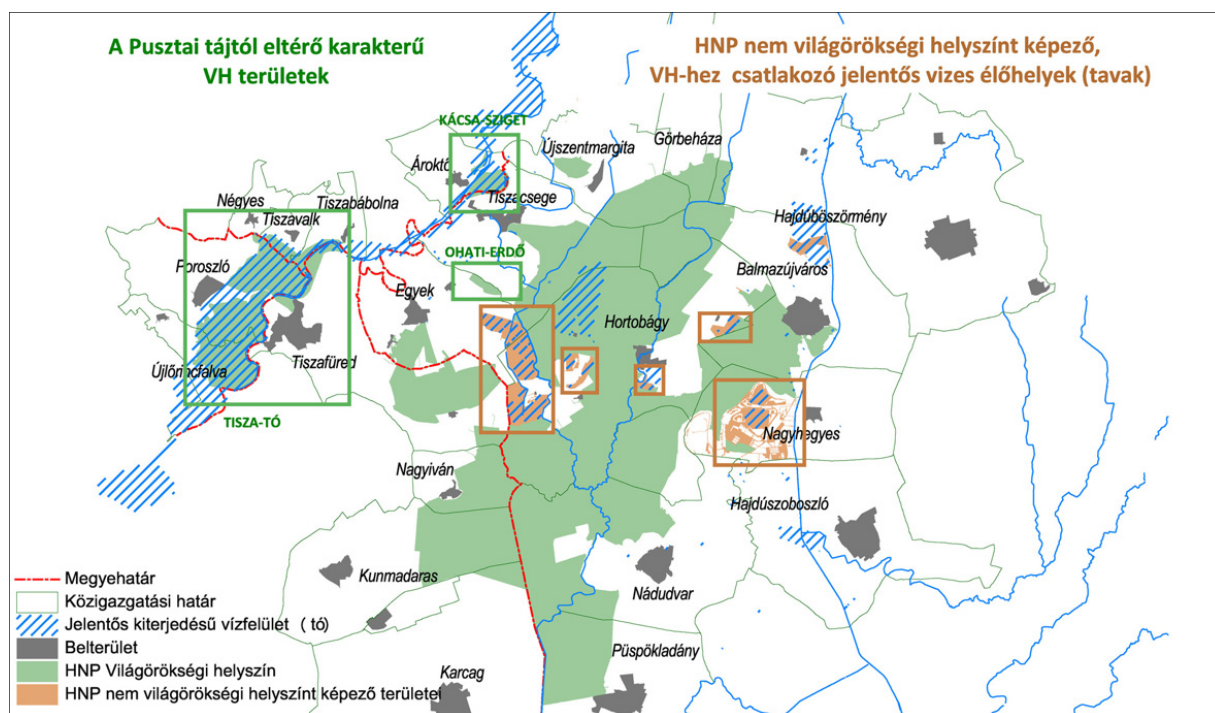 A Pusztai tájtól eltérő karakterű
VH területek
HNP nem világörökségi helyszínt képező,
VH-hez csatlakozó jelentős vizes élőhelyek (tavak)
KÁCSA-SZIGET
Görbeháza
Újszentmargita
Ároktő
Négyes
Tiszabábolna
Tiszacsege
Tiszavalk
Hajdúböszörmény
OHATI-ERDŐ
Poroszló
Balmazújváros
Egyek
Hortobágy
Tiszafüred
Újlőrincfalva
TISZA-TÓ
Nagyhegyes
Nagyiván
Hajdúszoboszló
Kunmadaras
Nádudvar
Püspökladány
Karcag
Megyehatár
Közigazgatási határ
Jelentős kiterjedésű vízfelület ( tó)
Belterület
HNP Világörökségi helyszín
HNP nem világörökségi helyszínt képező területei